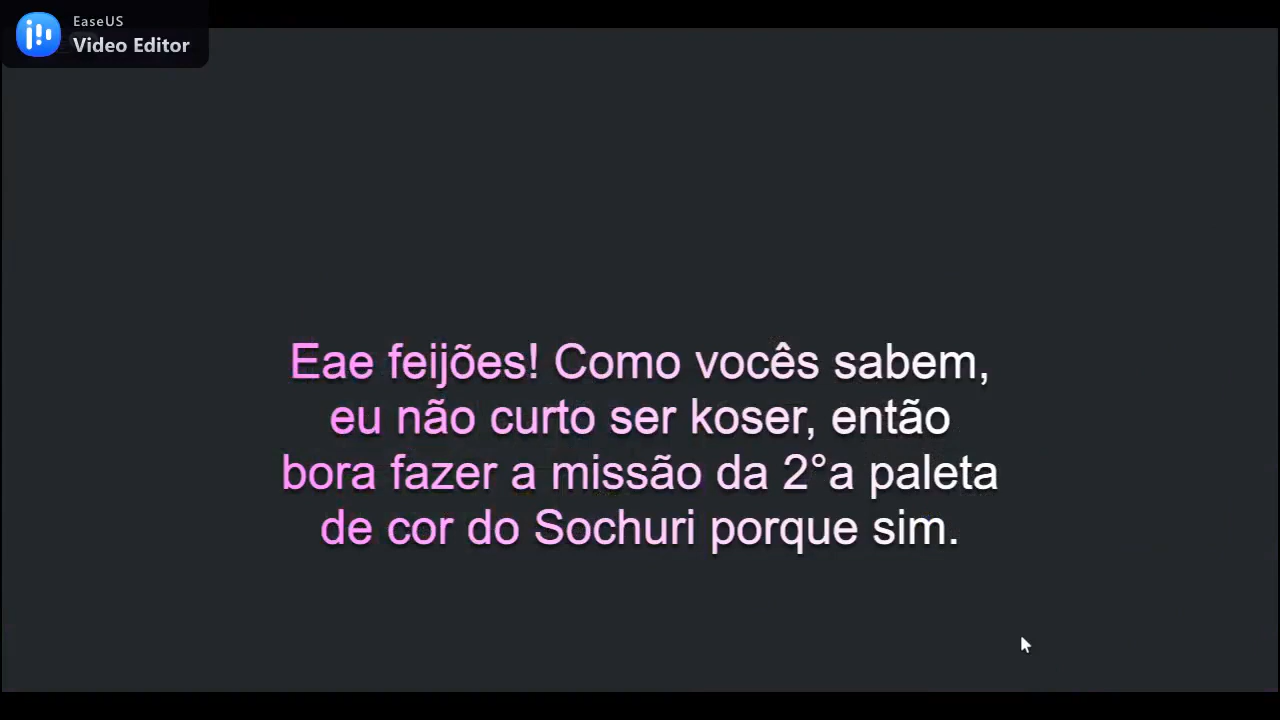 EaseUS
Video Editor
Eae feijões! Como vocês sabem,
eu não curto ser koser, então
bora fazer a missão da 2°a paleta
de cor do Sochuri porque sim.